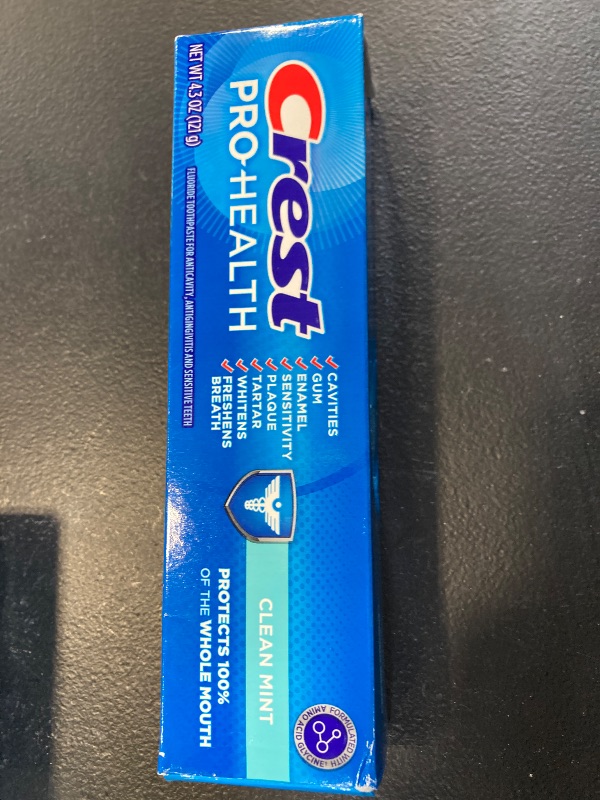 Crest
PRO-HEALTH
NET WT 4.3 OZ (121 g)
FLUORIDE TOOTHPASTE FOR ANTICAVITY, ANTIGINGIVITIS AND SENSITIVE TEETH
CAVITIES
GUM
ENAMEL
SENSITIVITY
PLAQUE
TARTAR
WHITENS
FRESHENS
BREATH
CLEAN MINT
PROTECTS 100%
OF THE WHOLE MOUTH
FORMULATED WITH
AMINO ACID GLYCINE†